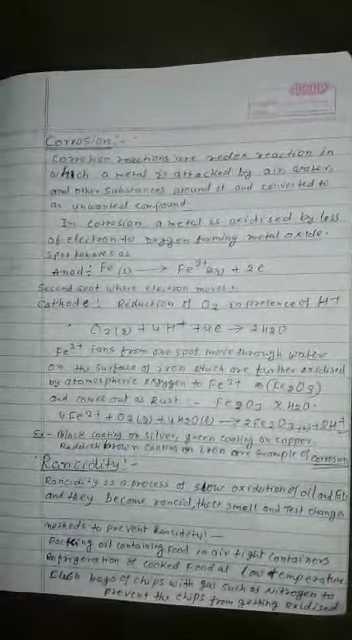 Corrosion:-
Corrosion reactions are redox reaction in
which a metal is attacked by air water,
and other substances around it and converted to
an unwanted compound.
In corrosion a metal is oxidised by loss
of electron to oxygen forming metal oxide.
Anod: Fe(s) → Fe²⁺ + 2e
Second spot where electron moves:
Cathode: Reduction of O₂ in presence of H+
O₂(g) + 4H⁺ + 4e → 2H₂O
ions from one spot move through water
on the surface of iron which are further oxidised
by atomospheric oxygen to Fe³⁺ (Fe₂O₃)
and comes out as Rust - Fe₂O₃ x H₂O.
4Fe²⁺ + O₂(g) + 4H₂O(l) → 2Fe₂O₃(s) + 8H⁺
Ex- Black coating on silver, green coating on copper.
Reddish brown coating on iron are example of corrosion
Rancidity:-
Rancidity is a process of slow oxidution of oil and
and they become rancid, their smell and Test changes
methods to prevent Rancidity:-
Packing oil containing food in air tight containers
Refrigeration of cooked food at low temperature.
Flush bags of chips with gas such as nitrogen to
prevent the chips from getting oxidised